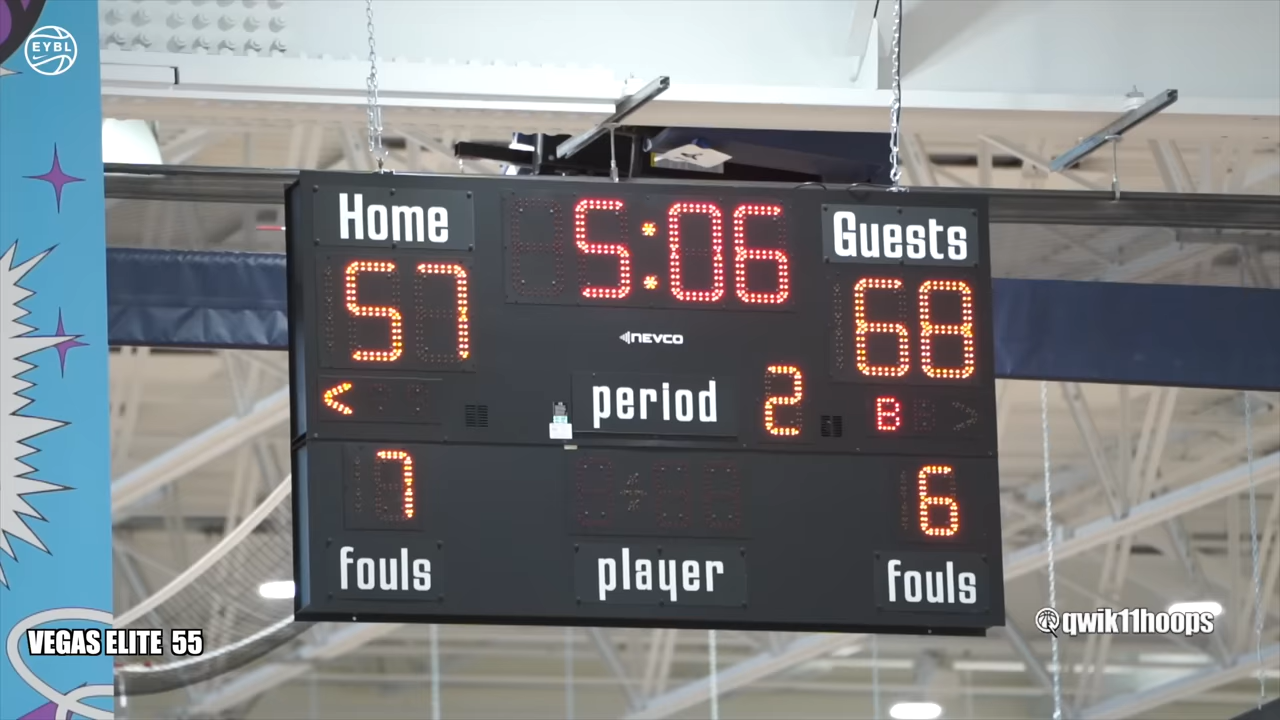 EYBL
Home
5:06
Guests
57
68
NEVCO
<
period
2
B
7
6
fouls
player
fouls
VEGAS ELITE 55
@qwik11hoops